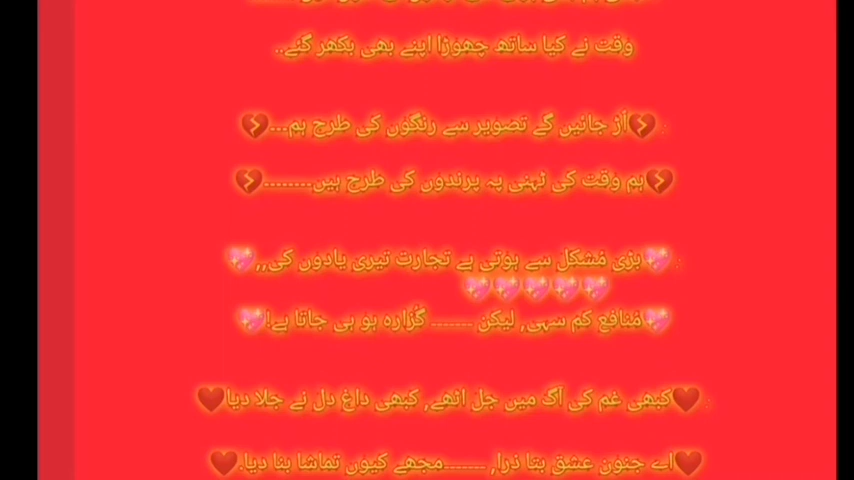 وقت نے کیا ساتھ چھوڑا اپنے بھی بکھر گئے..
: 💔اُڑ جائیں گے تصویر سے رنگوں کی طرح ہم...💔
💔ہم وقت کی ٹہنی پہ پرندوں کی طرح ہیں........💔
: 💖بڑی مُشکل سے ہوتی ہے تجارت تیری یادوں کی,,💖
💖💖💖💖💖
💖مُنافع کم سہی, لیکن ....... گُزارہ ہو ہی جاتا ہے!💖
: ❤کبھی غم کی آگ میں جل اٹھے, کبھی داغِ دل نے جلا دیا❤
❤اے جنونِ عشق بتا ذرا, .......مجھے کیوں تماشا بنا دیا.❤